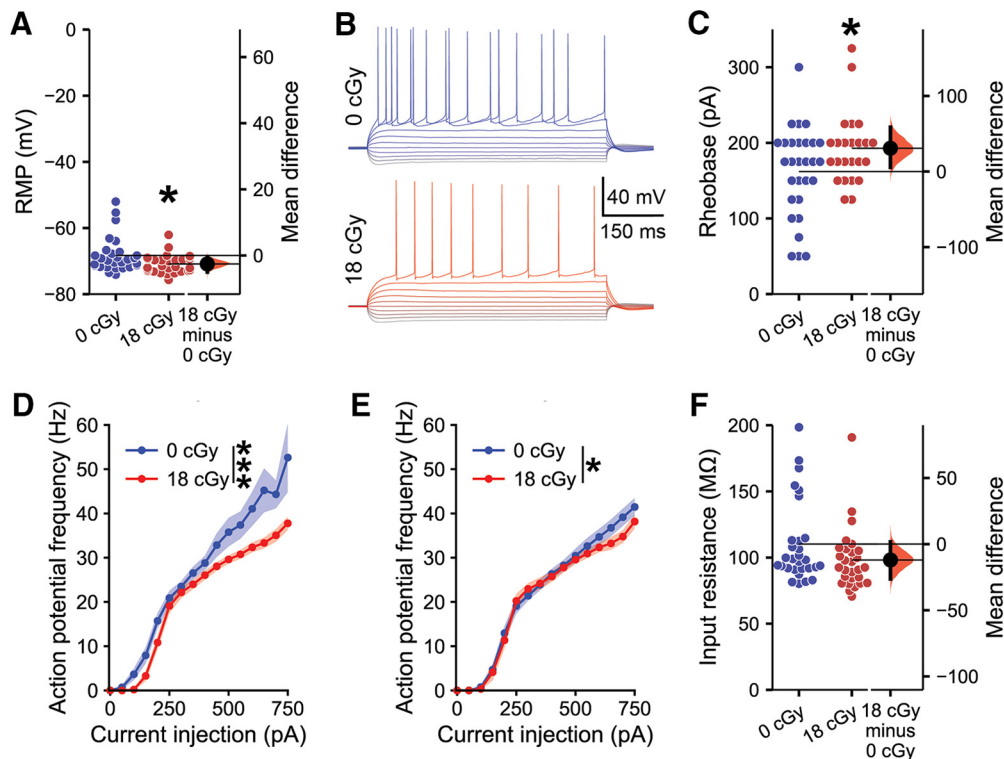 A
RMP (mV)
0
−20
−40
−60
−80
*
60
40
20
0
Mean difference
0 cGy
18 cGy
18 cGy
minus
0 cGy
B
0 cGy
18 cGy
40 mV
150 ms
C
Rheobase (pA)
300
200
100
0
*
100
0
−100
Mean difference
0 cGy
18 cGy
18 cGy
minus
0 cGy
D
Action potential frequency (Hz)
60
50
40
30
20
10
0
0 cGy
18 cGy
***
0
250
500
750
Current injection (pA)
E
Action potential frequency (Hz)
60
50
40
30
20
10
0
0 cGy
18 cGy
*
0
250
500
750
Current injection (pA)
F
Input resistance (MΩ)
200
150
100
50
0
50
0
−50
−100
Mean difference
0 cGy
18 cGy
18 cGy
minus
0 cGy